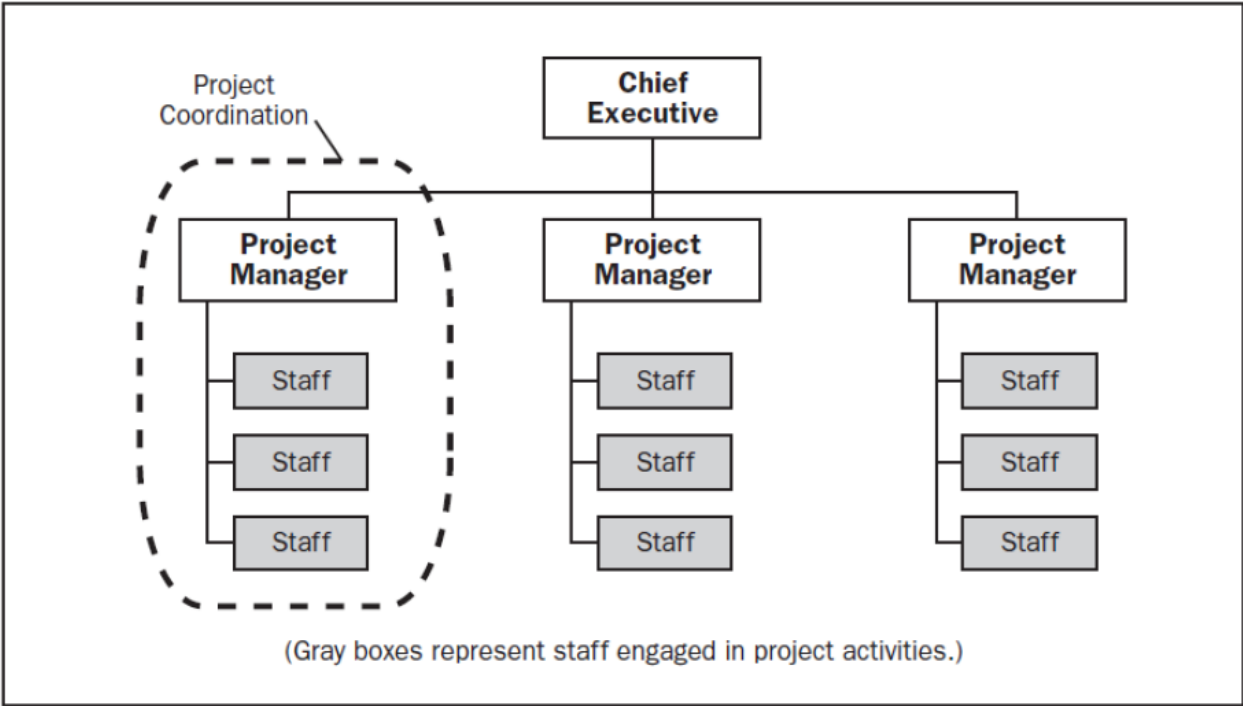 Project
Coordination
Chief
Executive
Project
Manager
Project
Manager
Project
Manager
Staff
Staff
Staff
Staff
Staff
Staff
Staff
Staff
Staff
(Gray boxes represent staff engaged in project activities.)